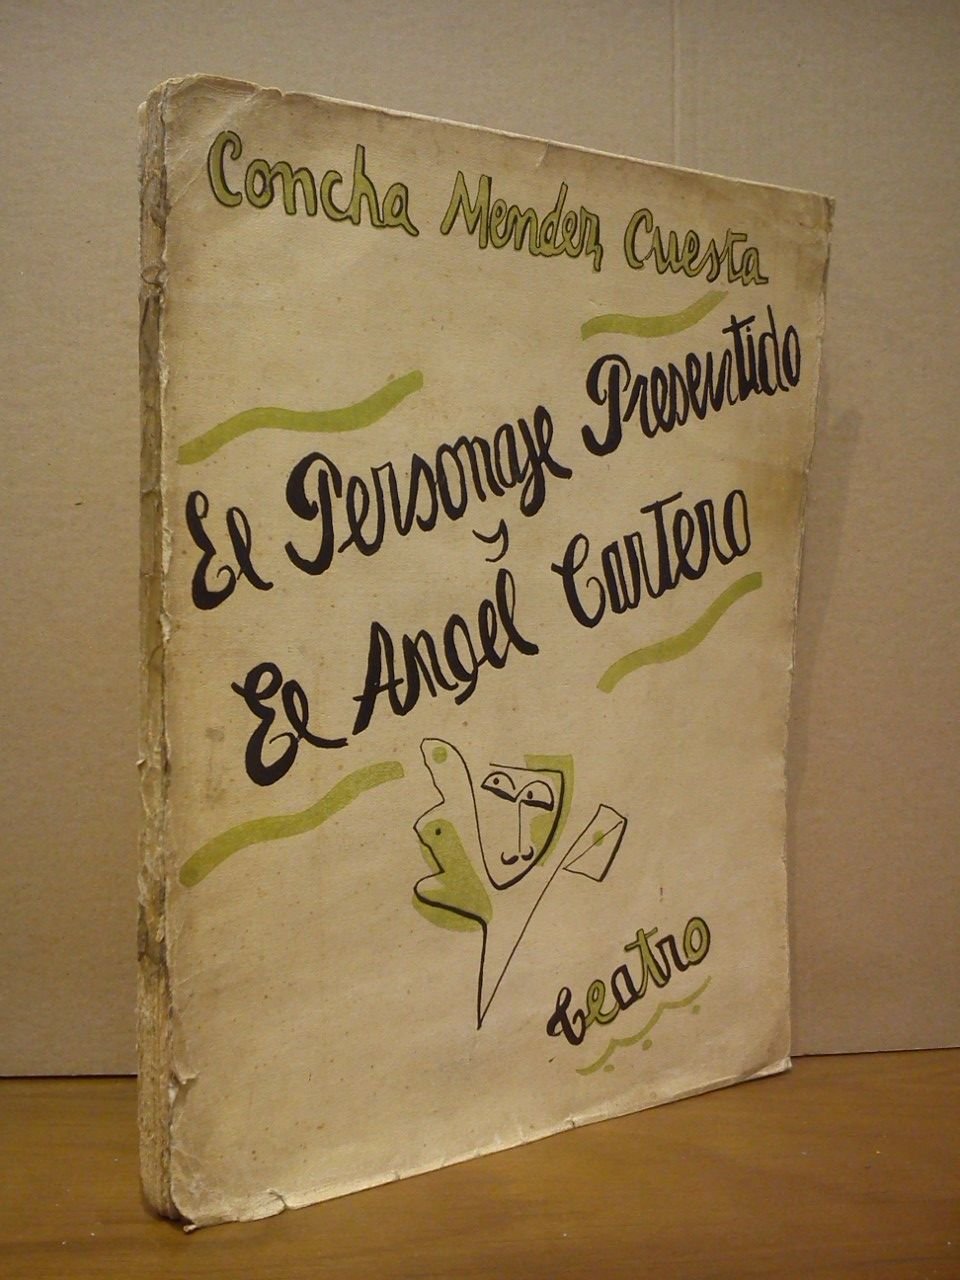 Concha Mendez Cuesta
El Personaje Presentido
y
El Angel Cartero
teatro